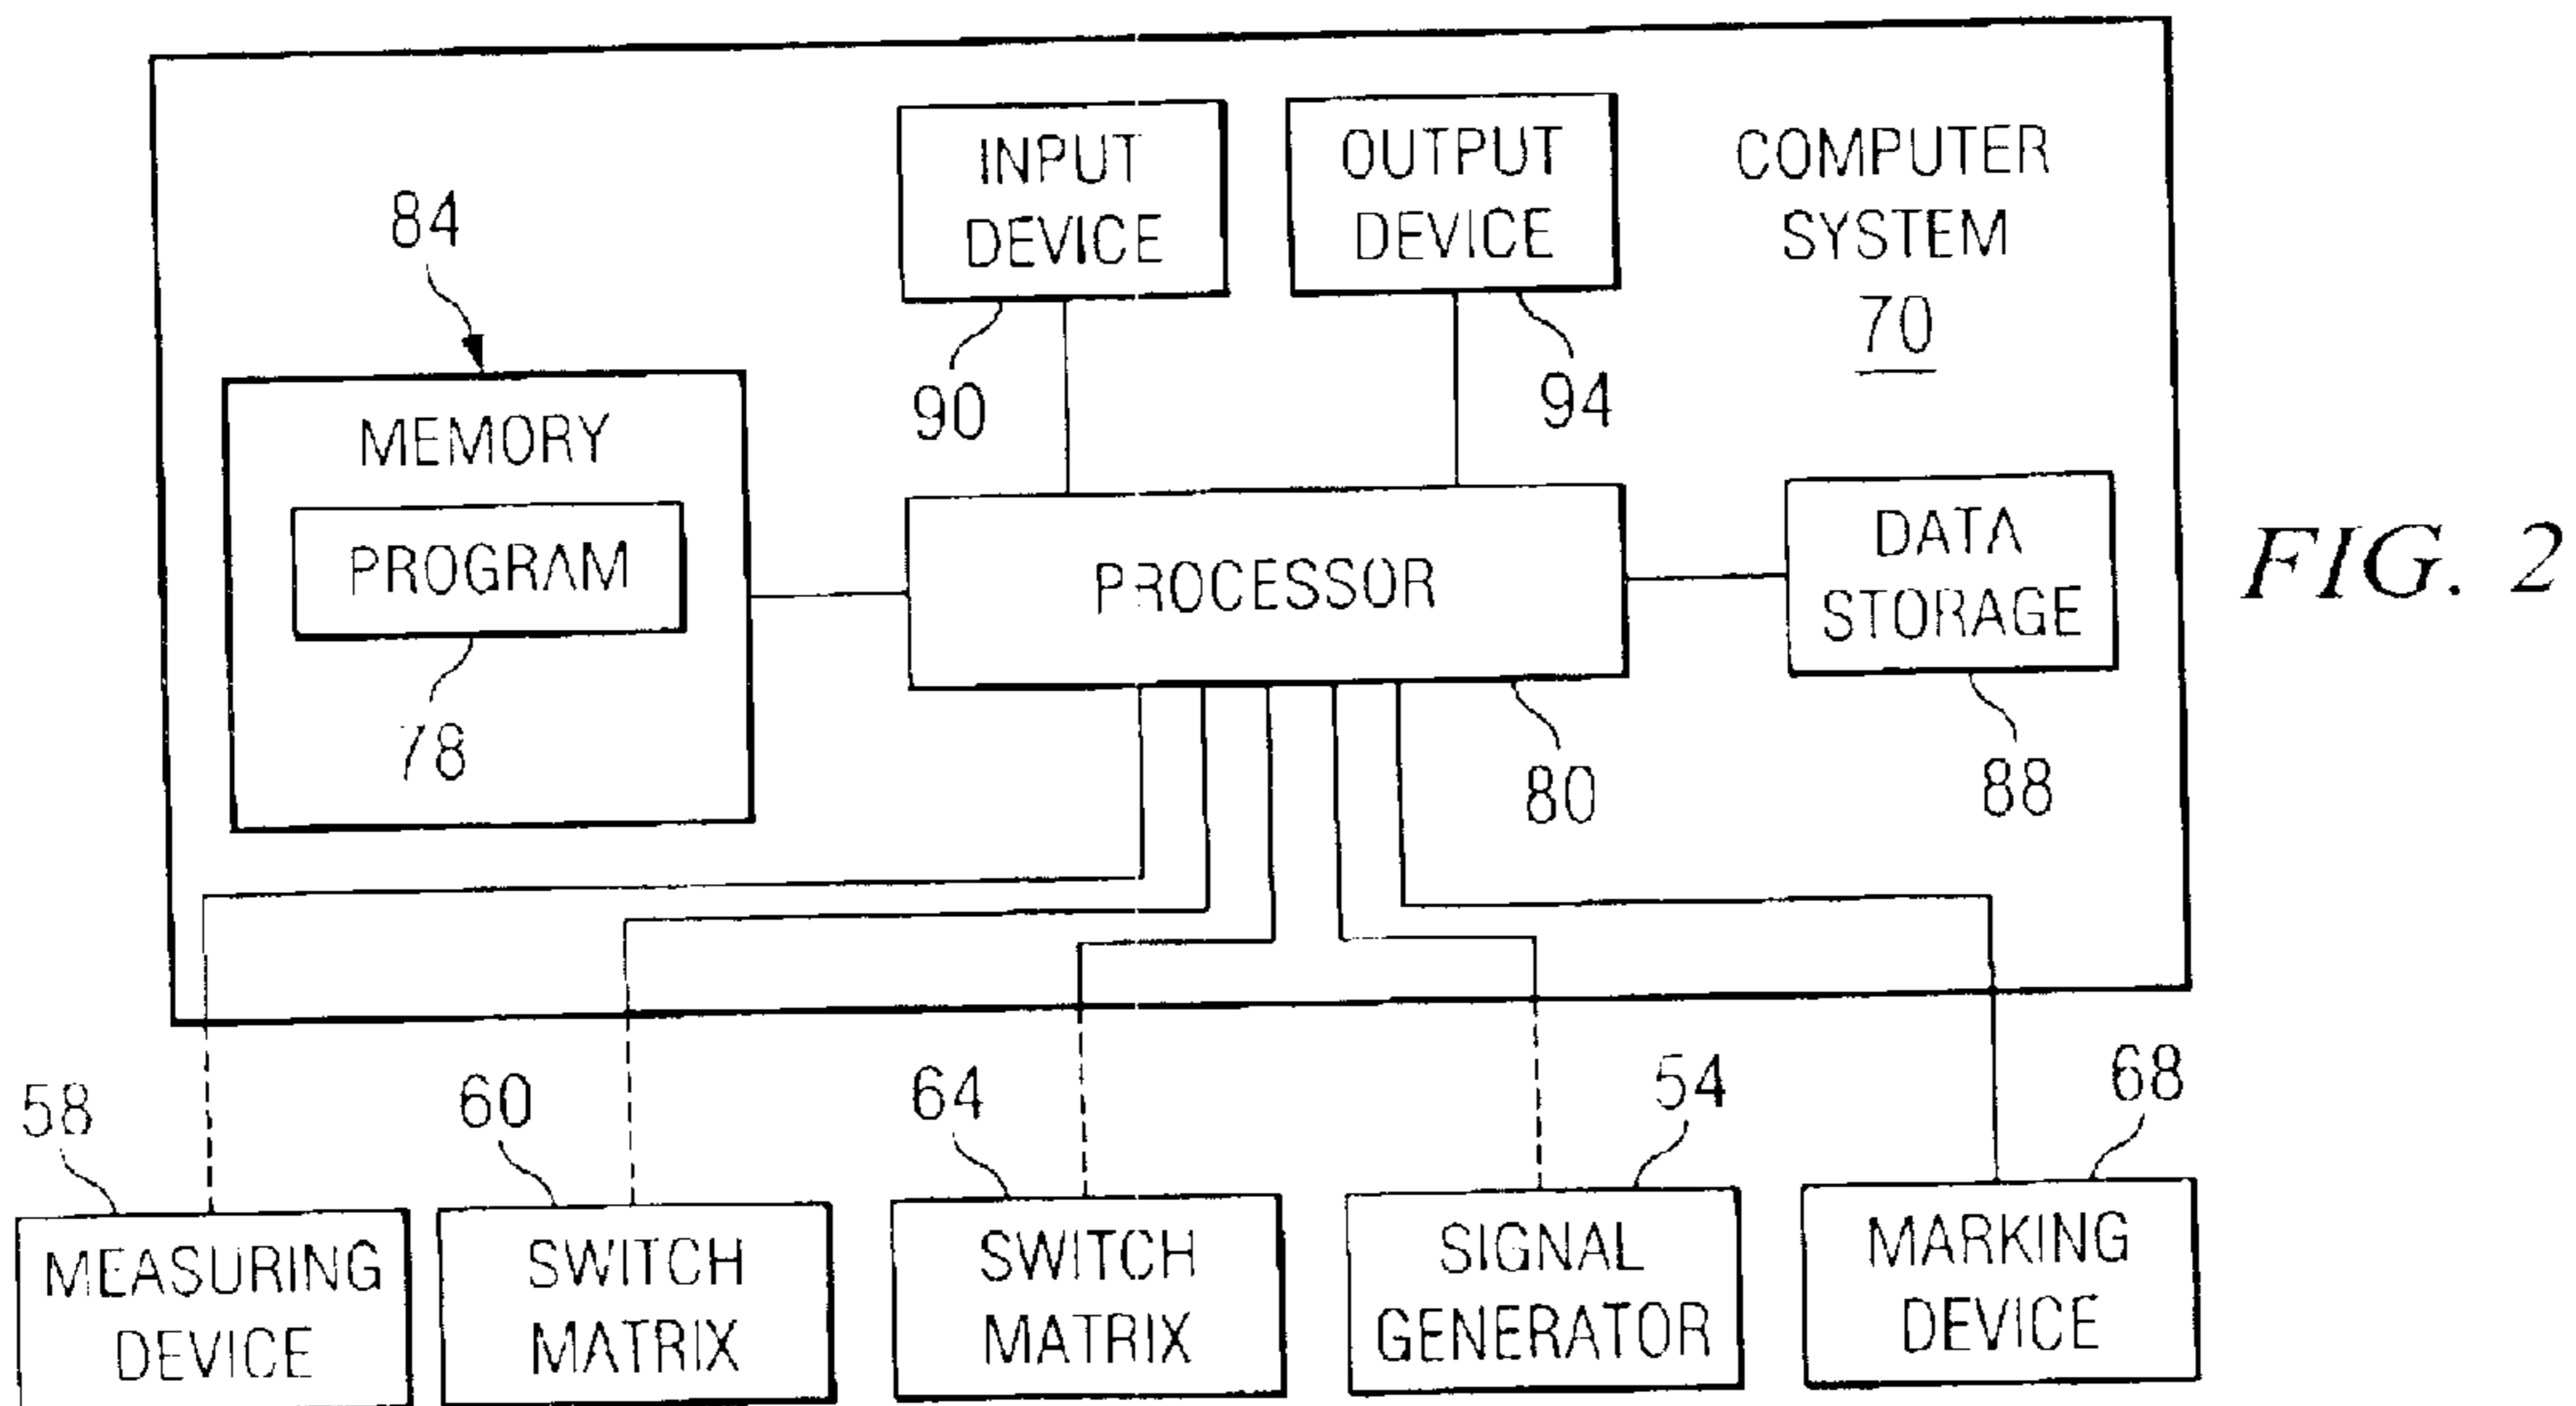 INPUT
DEVICE
90
OUTPUT
DEVICE
94
COMPUTER
SYSTEM
70
84
MEMORY
PROGRAM
78
PROCESSOR
80
DATA
STORAGE
88
FIG. 2
58
MEASURING
DEVICE
60
SWITCH
MATRIX
64
SWITCH
MATRIX
54
SIGNAL
GENERATOR
68
MARKING
DEVICE